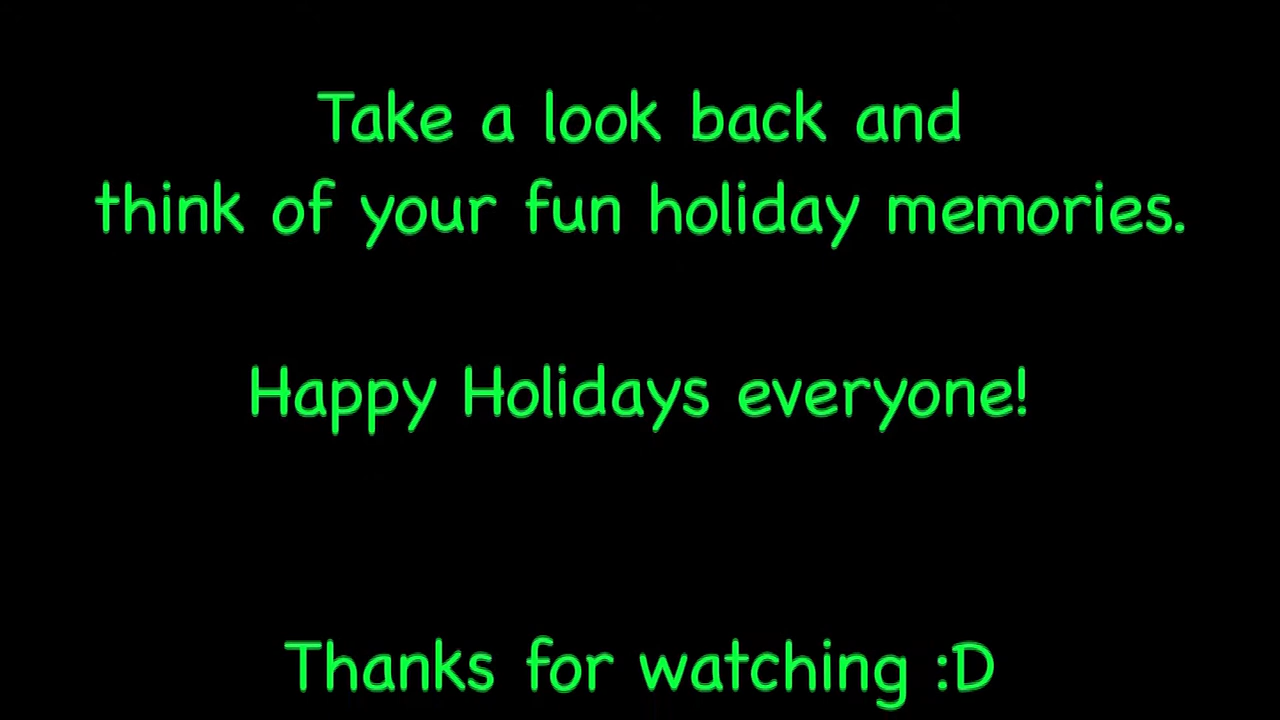 Take a look back and
think of your fun holiday memories.
Happy Holidays everyone!
Thanks for watching :D